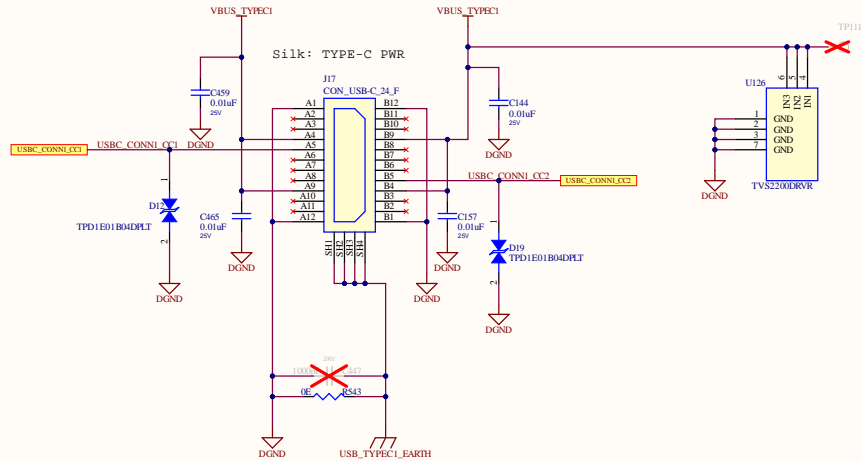 VBUS_TYPEC1
VBUS_TYPEC1
TP111
Silk: TYPE-C PWR
J17
CON_USB-C_24_F
U126
C459
0.01uF
25V
DGND
C144
0.01uF
25V
DGND
A1
A2
A3
A4
A5
A6
A7
A8
A9
A10
A11
A12
B12
B11
B10
B9
B8
B7
B6
B5
B4
B3
B2
B1
SH1
SH2
SH3
SH4
6
5
4
IN3
IN2
IN1
1
2
3
7
GND
GND
GND
GND
TVS2200DRVR
DGND
USBC_CONN1_CC1
USBC_CONN1_CC1
USBC_CONN1_CC2
USBC_CONN1_CC2
1
D12
TPD1E01B04DPLT
2
DGND
C465
0.01uF
25V
DGND
C157
0.01uF
25V
DGND
1
D19
TPD1E01B04DPLT
2
DGND
DGND
C447
0E
R543
DGND
USB_TYPEC1_EARTH